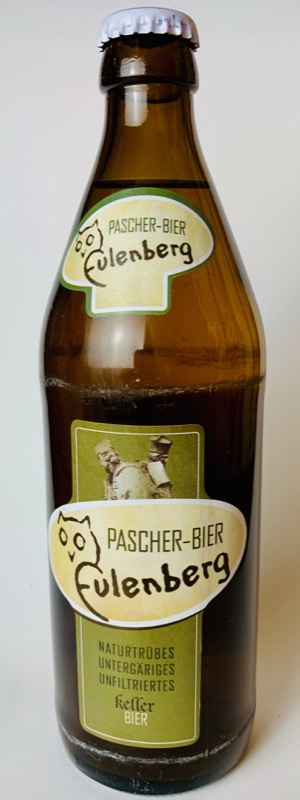 PASCHER-BIER
Eulenberg
PASCHER-BIER
Eulenberg
NATURTRÜBES
UNTERGÄRIGES
UNFILTRIERTES
keller
BIER